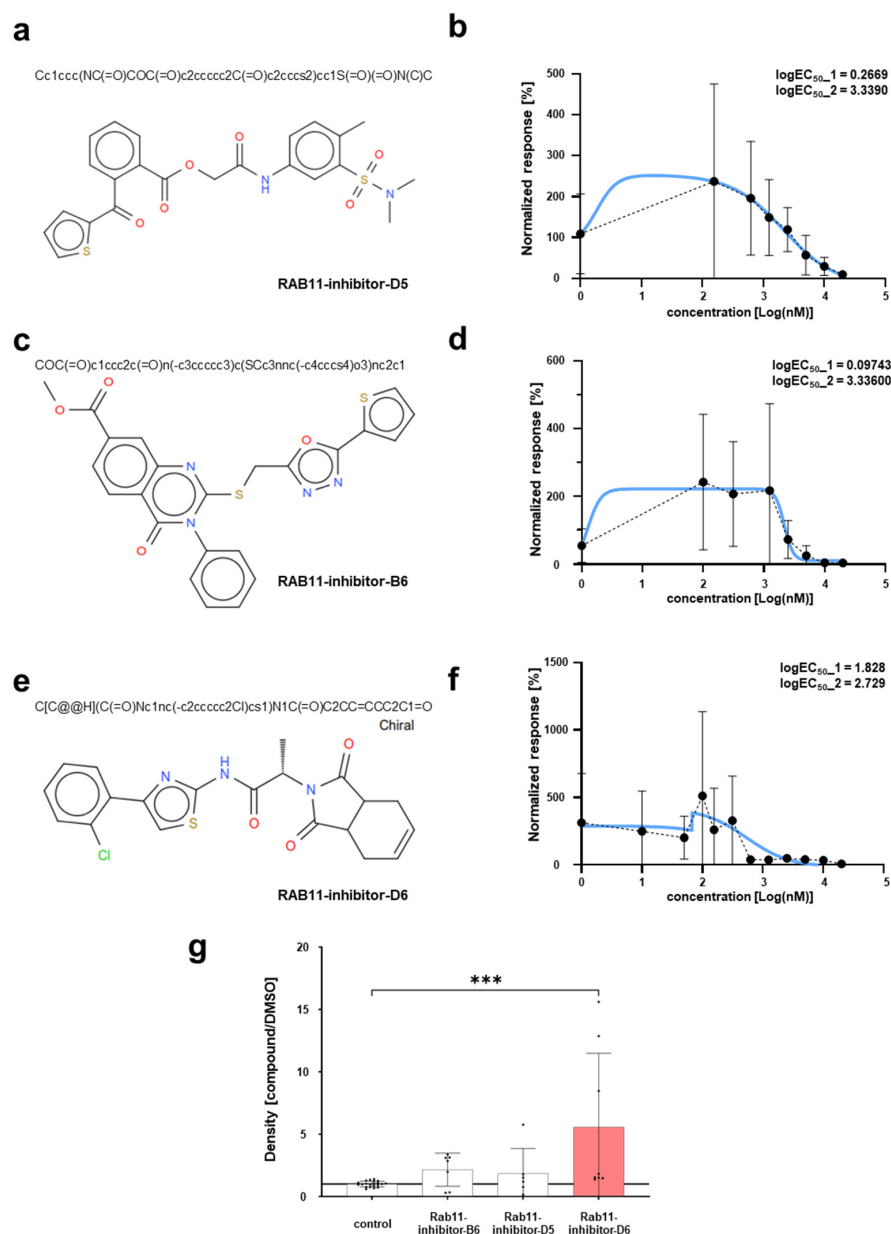 a
Cc1ccc(NC(=O)COC(=O)c2ccccc2C(=O)c2cccs2)cc1S(=O)(=O)N(C)C
O
O
O
N
H
S
O
O
N
O
S
RAB11-inhibitor-D5
b
logEC50_1 = 0.2669
logEC50_2 = 3.3390
Normalized response [%]
500
400
300
200
100
0
0 1 2 3 4 5
concentration [Log(nM)]
c
COC(=O)c1ccc2c(=O)n(-c3ccccc3)c(SCc3nnc(-c4cccs4)o3)nc2c1
O
O
N
S
O
N
N
S
N
O
RAB11-inhibitor-B6
d
logEC50_1 = 0.09743
logEC50_2 = 3.33600
Normalized response [%]
600
400
200
0
0 1 2 3 4 5
concentration [Log(nM)]
e
C[C@@H](C(=O)Nc1nc(-c2ccccc2Cl)cs1)N1C(=O)C2CC=CCC2C1=O
Chiral
H
N
N
S
O
O
N
O
Cl
RAB11-inhibitor-D6
f
logEC50_1 = 1.828
logEC50_2 = 2.729
Normalized response [%]
1500
1000
500
0
0 1 2 3 4 5
concentration [Log(nM)]
g
Density [compound/DMSO]
20
15
10
5
0
***
control
Rab11-
inhibitor-B6
Rab11-
inhibitor-D5
Rab11-
inhibitor-D6